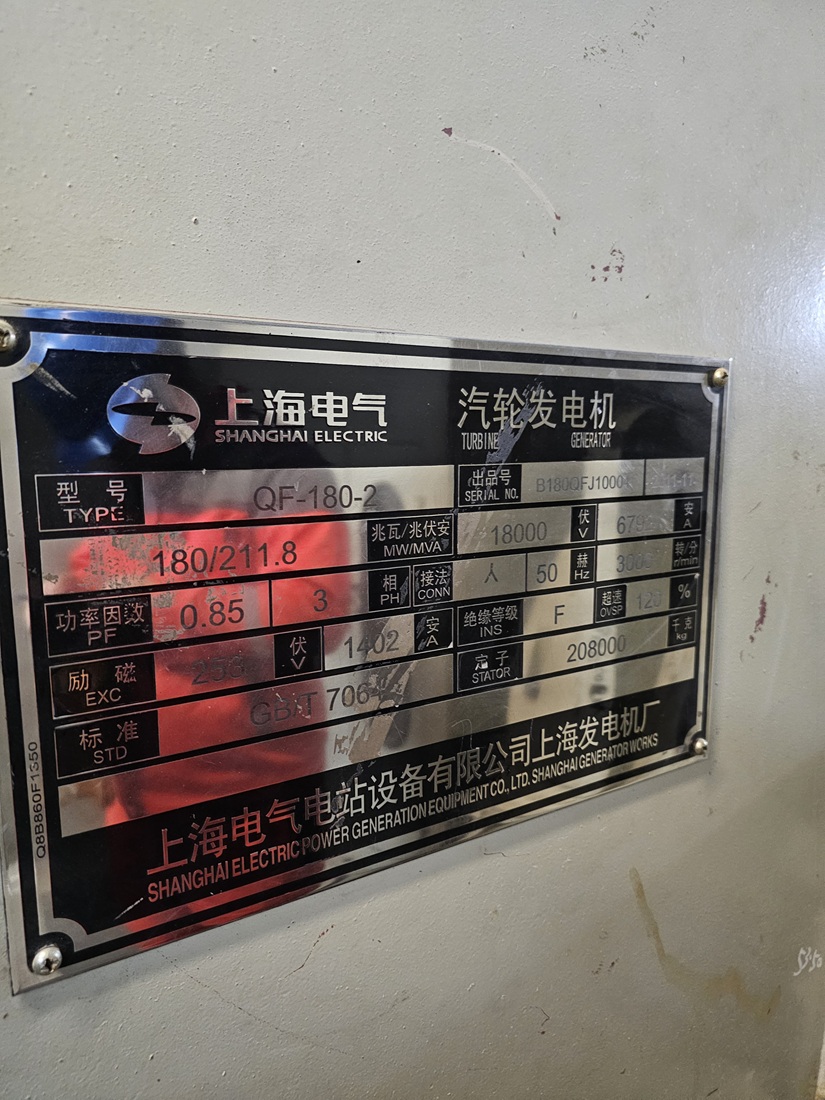 上海电气 汽轮发电机
SHANGHAI ELECTRIC TURBINE GENERATOR
型号 QF-180-2 出品号
TYPE SERIAL NO.
180/211.8 兆瓦/兆伏安 18000 伏 安
MW/MVA V A
功率因数 0.85 3 相 接法 人 50 赫 转/分
PF PH CONN Hz r/min
励磁 伏 1402 安 绝缘等级 F 超速 120 %
EXC V A INS OVSP
标准 GB/T 定子 208000 千克
STD STATOR kg
上海电气电站设备有限公司上海发电机厂
SHANGHAI ELECTRIC POWER GENERATION EQUIPMENT CO., LTD. SHANGHAI GENERATOR WORKS
Q8B860F1350